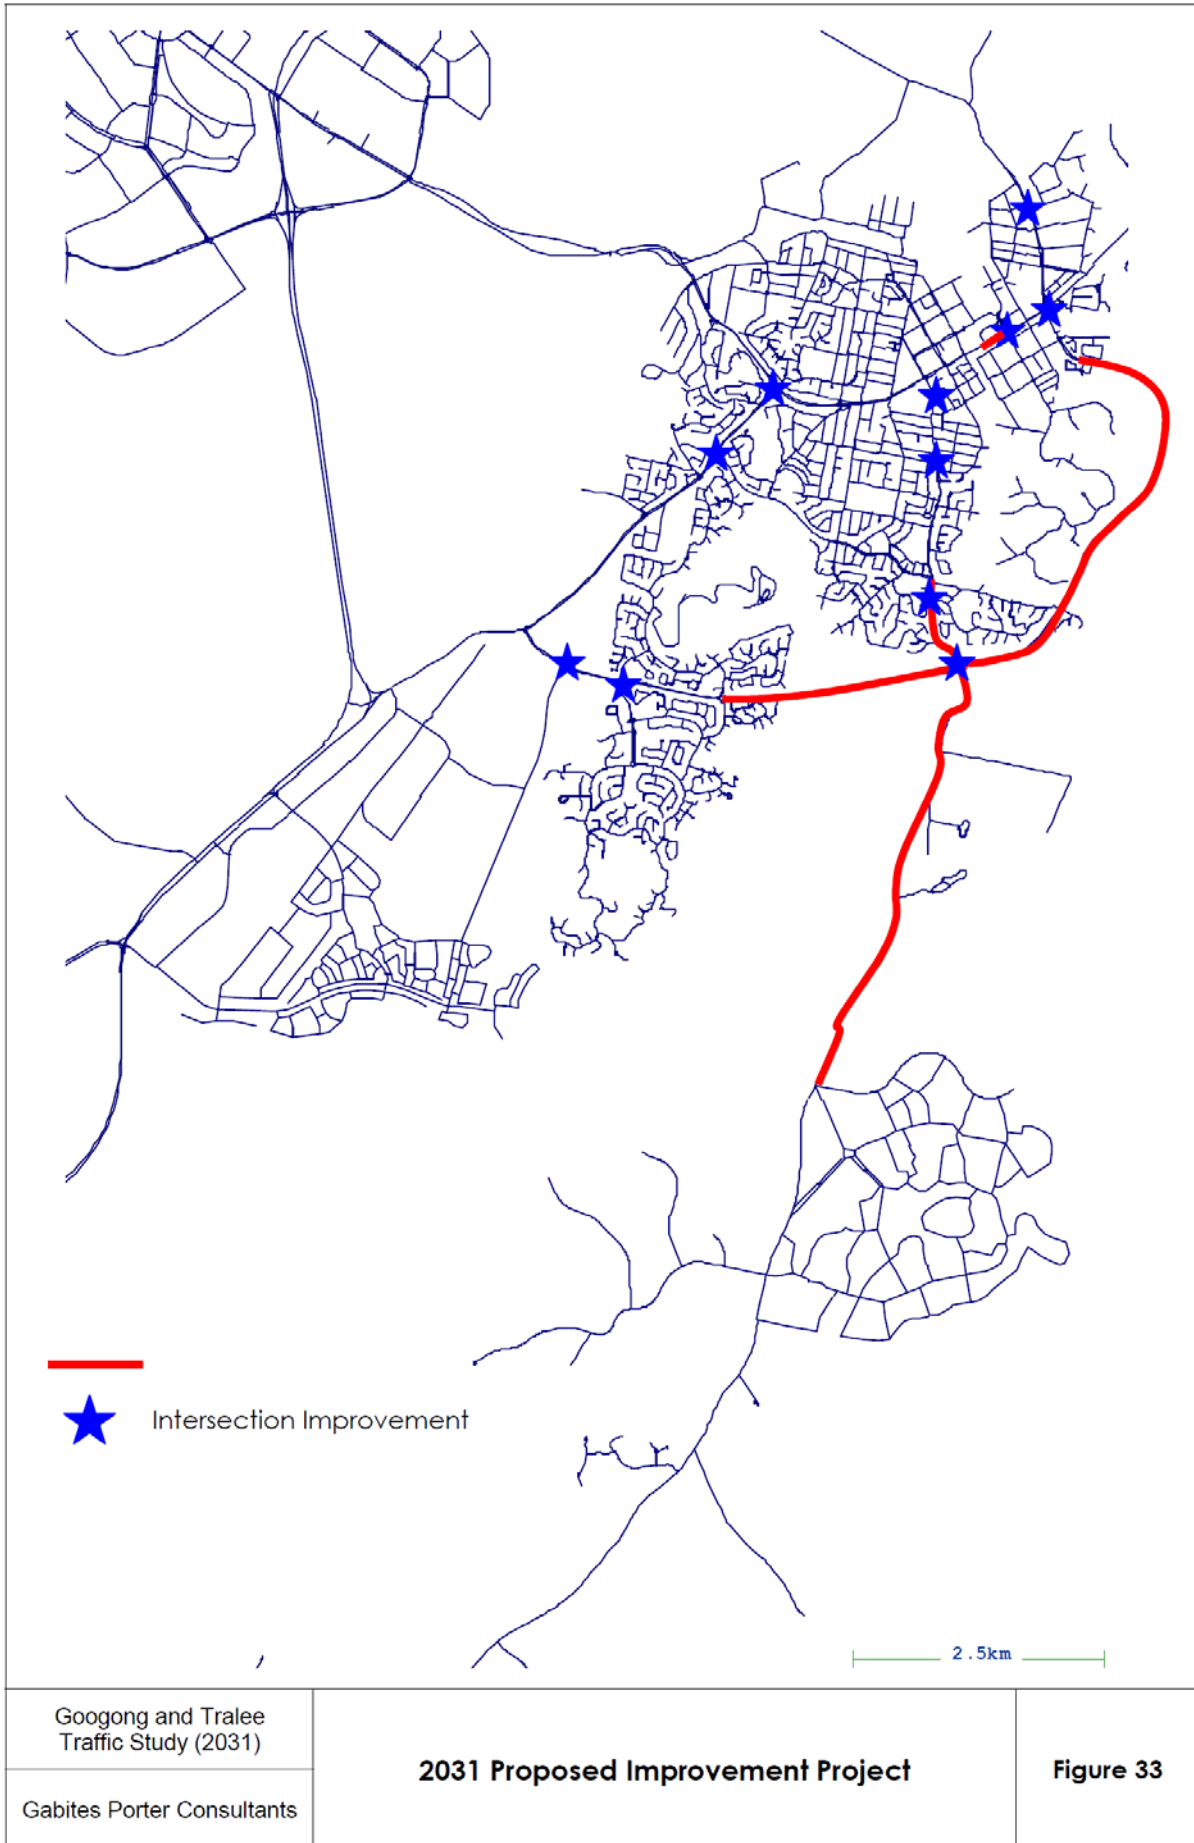 Intersection Improvement
2.5km
Googong and Tralee
Traffic Study (2031)
Gabites Porter Consultants
2031 Proposed Improvement Project
Figure 33